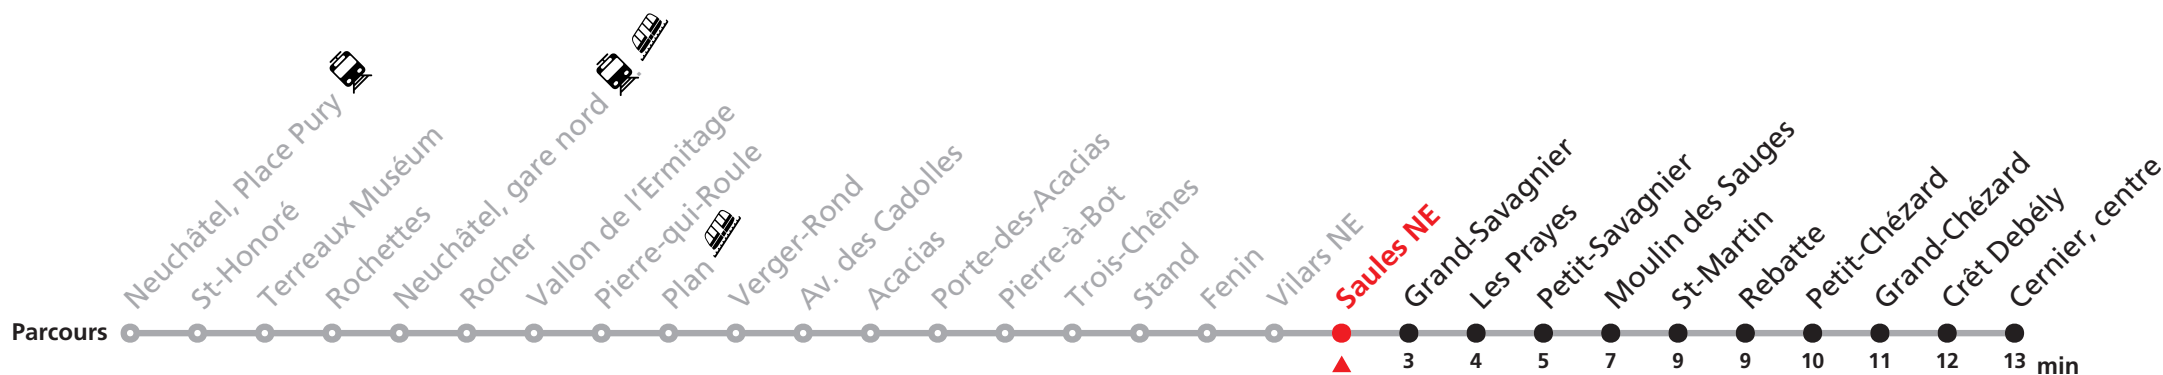 Neuchâtel, Place Pury
St-Honoré
Terreaux Muséum
Rochettes
Neuchâtel, gare nord
Rocher
Vallon de l'Ermitage
Pierre-qui-Roule
Plan
Verger-Rond
Av. des Cadolles
Acacias
Porte-des-Acacias
Pierre-à-Bot
Trois-Chênes
Stand
Fenin
Vilars NE
Saules NE
Grand-Savagnier
Les Prayes
Petit-Savagnier
Moulin des Sauges
St-Martin
Rebatte
Petit-Chézard
Grand-Chézard
Crêt Debély
Cernier, centre
Parcours
3 4 5 7 9 9 10 11 12 13 min